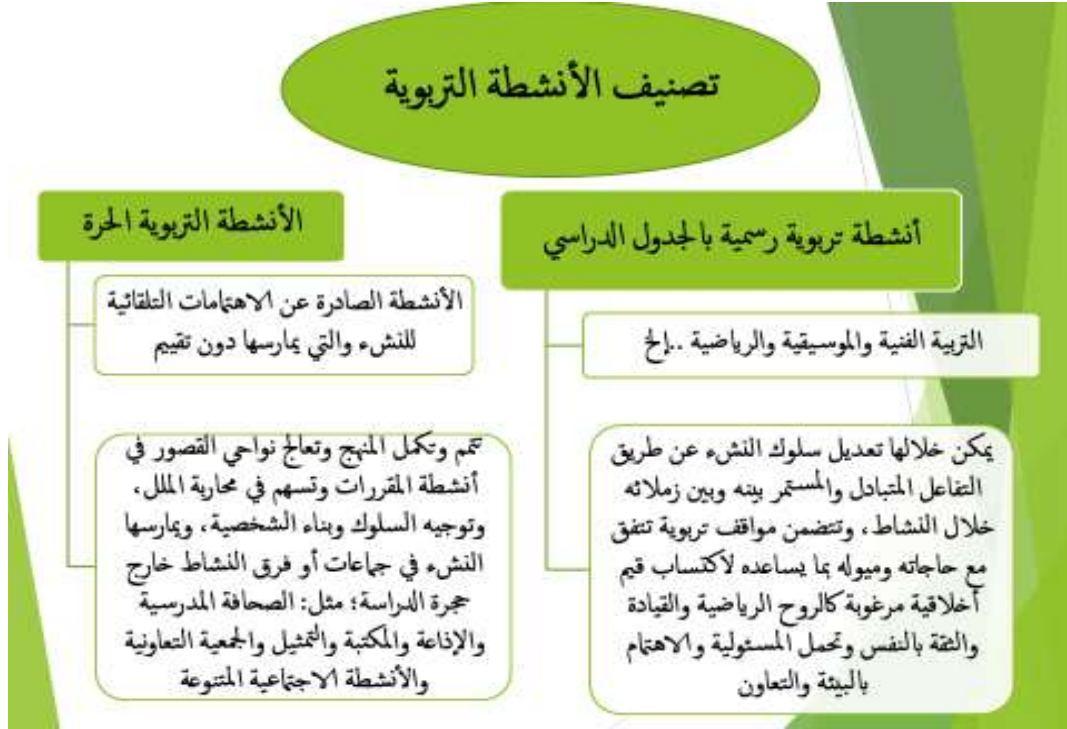 تصنيف الأنشطة التربوية
أنشطة تربوية رسمية بالجدول الدراسي
التربية الفنية والموسيقية والرياضية ..إلخ
يمكن خلالها تعديل سلوك النشء عن طريق
التفاعل المتبادل والمستمر بينه وبين زملائه
خلال النشاط، وتتضمن مواقف تربوية تتفق
مع حاجاته وميوله بما يساعده لاكتساب قيم
أخلاقية مرغوبة كالروح الرياضية والقيادة
والثقة بالنفس وتحمل المسئولية والاهتمام
بالبيئة والتعاون
الأنشطة التربوية الحرة
الأنشطة الصادرة عن الاهتمامات التلقائية
للنشء والتي يمارسها دون تقييم
تتمم وتكمل المنهج وتعالج نواحي القصور في
أنشطة المقررات وتسهم في محاربة الملل،
وتوجيه السلوك وبناء الشخصية، ويمارسها
النشء في جماعات أو فرق النشاط خارج
حجرة الدراسة؛ مثل: الصحافة المدرسية
والإذاعة والمكتبة والتمثيل والجمعية التعاونية
والأنشطة الاجتماعية المتنوعة